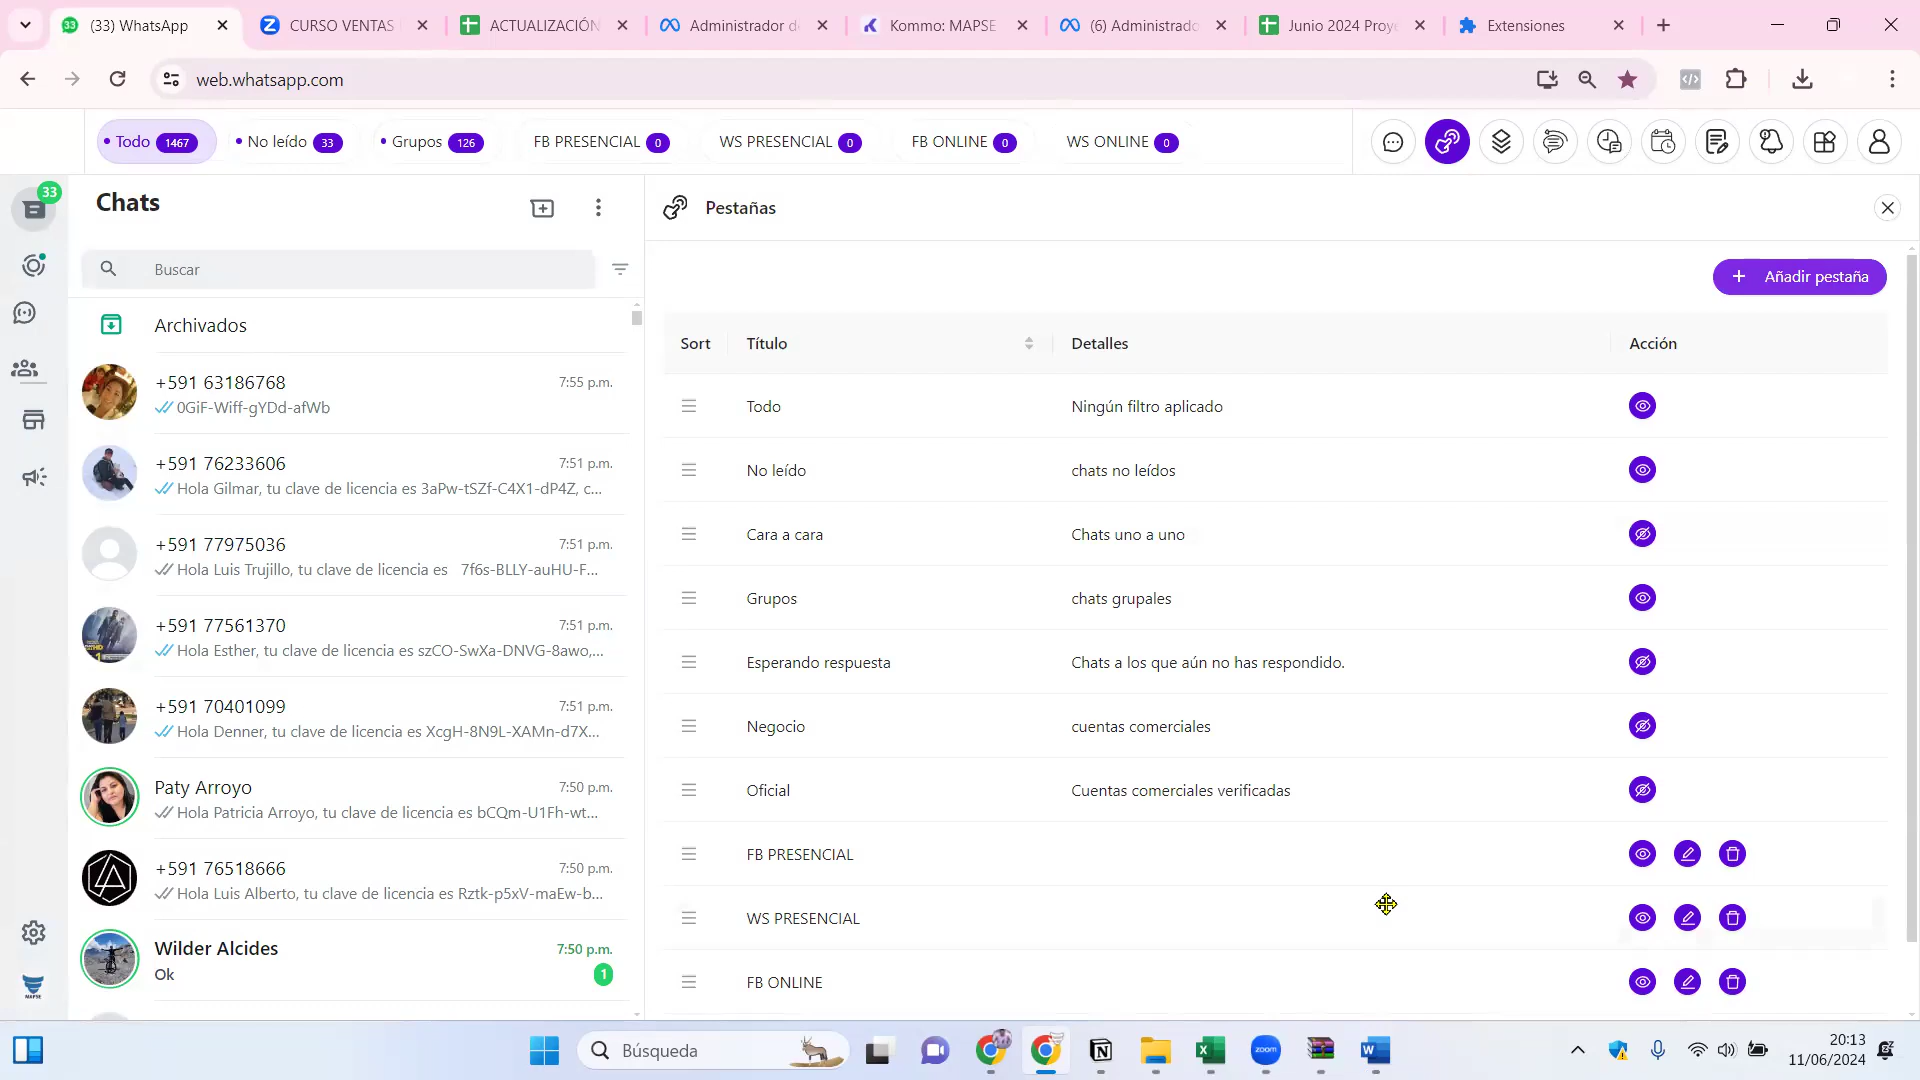 (33) WhatsApp
CURSO VENTAS
ACTUALIZACIÓN
Administrador de
Kommo: MAPSE
(6) Administrado
Junio 2024 Proye
Extensiones
web.whatsapp.com
Todo 1467
No leído 33
Grupos 126
FB PRESENCIAL 0
WS PRESENCIAL 0
FB ONLINE 0
WS ONLINE 0
33
Chats
Buscar
Archivados
+591 63186768
7:55 p.m.
0GiF-Wiff-gYDd-afWb
+591 76233606
7:51 p.m.
Hola Gilmar, tu clave de licencia es 3aPw-tSZf-C4X1-dP4Z, c...
+591 77975036
7:51 p.m.
Hola Luis Trujillo, tu clave de licencia es 7f6s-BLLY-auHU-F...
+591 77561370
7:51 p.m.
Hola Esther, tu clave de licencia es szCO-SwXa-DNVG-8awo,...
+591 70401099
7:51 p.m.
Hola Denner, tu clave de licencia es XcgH-8N9L-XAMn-d7X...
Paty Arroyo
7:50 p.m.
Hola Patricia Arroyo, tu clave de licencia es bCQm-U1Fh-wt...
+591 76518666
7:50 p.m.
Hola Luis Alberto, tu clave de licencia es Rztk-p5xV-maEw-b...
Wilder Alcides
7:50 p.m.
Ok
1
MAPSE
Pestañas
+ Añadir pestaña
Sort
Título
Detalles
Acción
Todo
Ningún filtro aplicado
No leído
chats no leídos
Cara a cara
Chats uno a uno
Grupos
chats grupales
Esperando respuesta
Chats a los que aún no has respondido.
Negocio
cuentas comerciales
Oficial
Cuentas comerciales verificadas
FB PRESENCIAL
WS PRESENCIAL
FB ONLINE
Búsqueda
zoom
20:13
11/06/2024